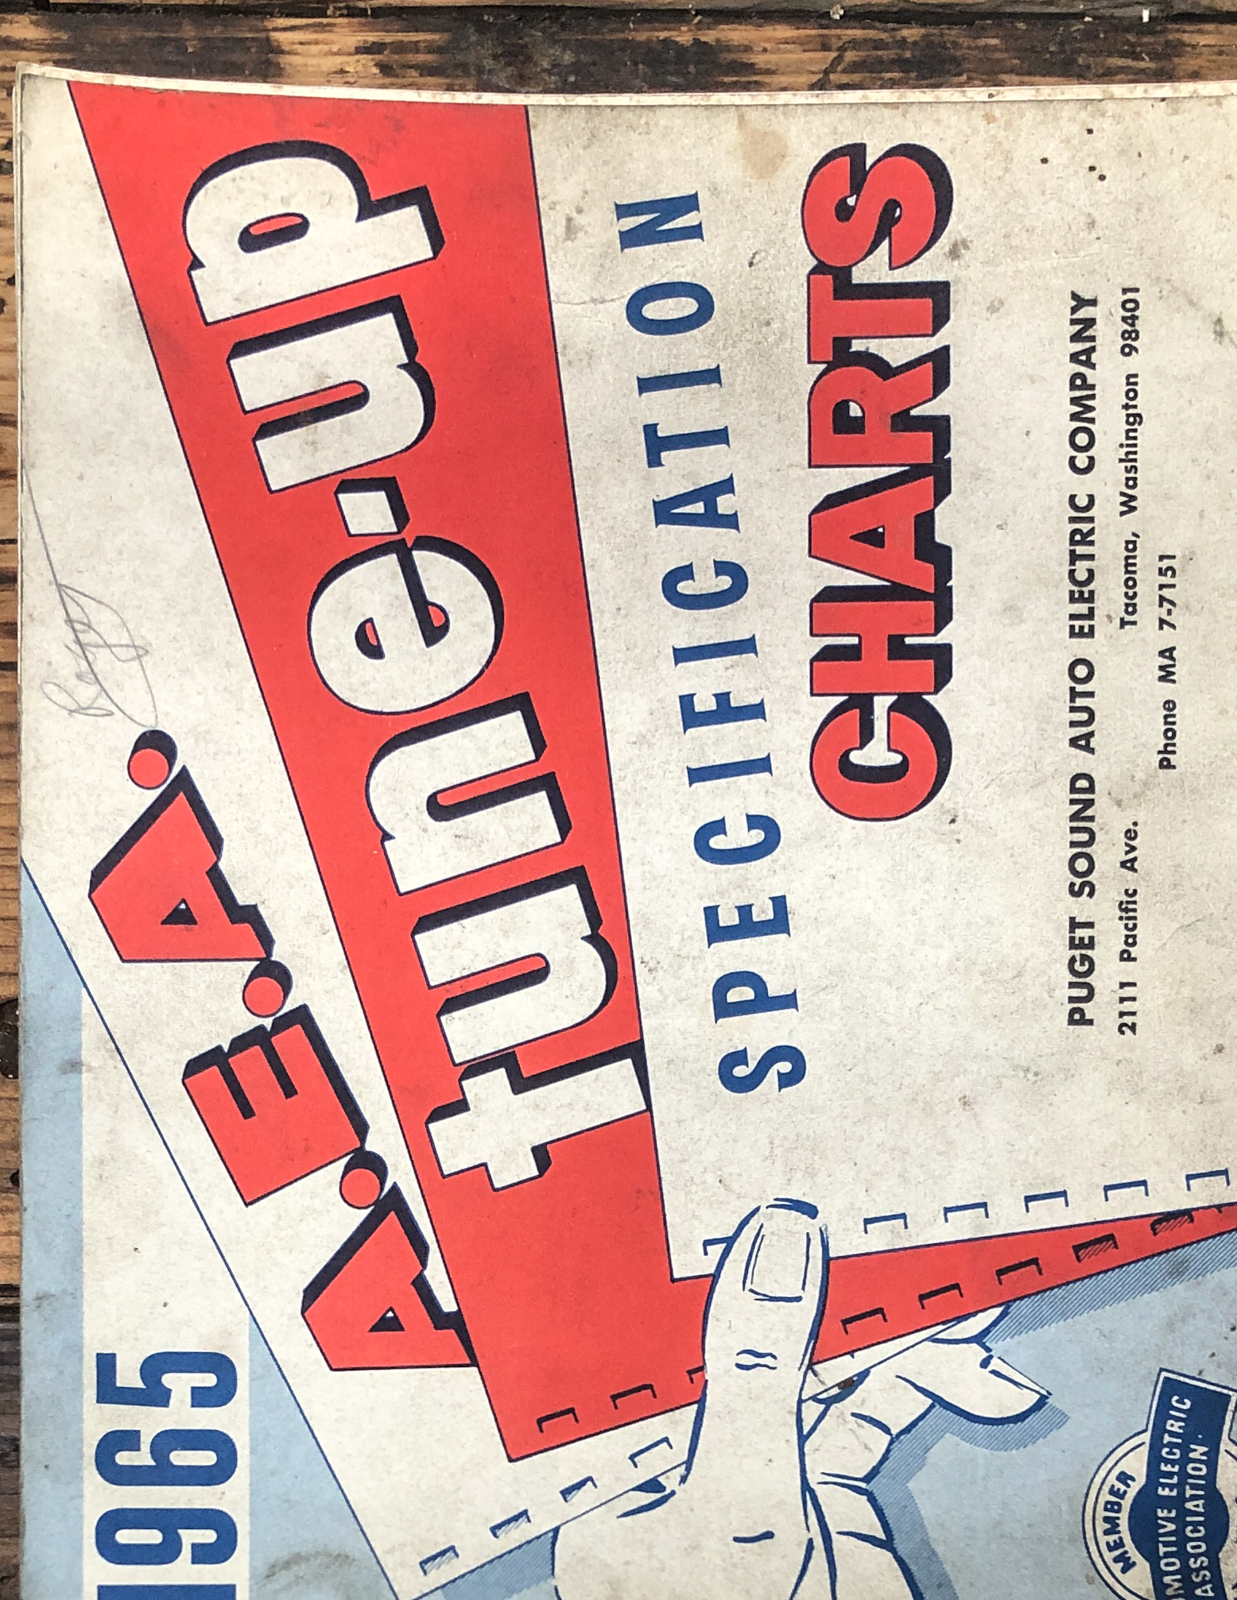 1965
A.E.A.
tune-up
SPECIFICATION
CHARTS
PUGET SOUND AUTO ELECTRIC COMPANY
2111 Pacific Ave. Tacoma, Washington 98401
Phone MA 7-7151
MEMBER
MOTIVE ELECTRIC
ASSOCIATION